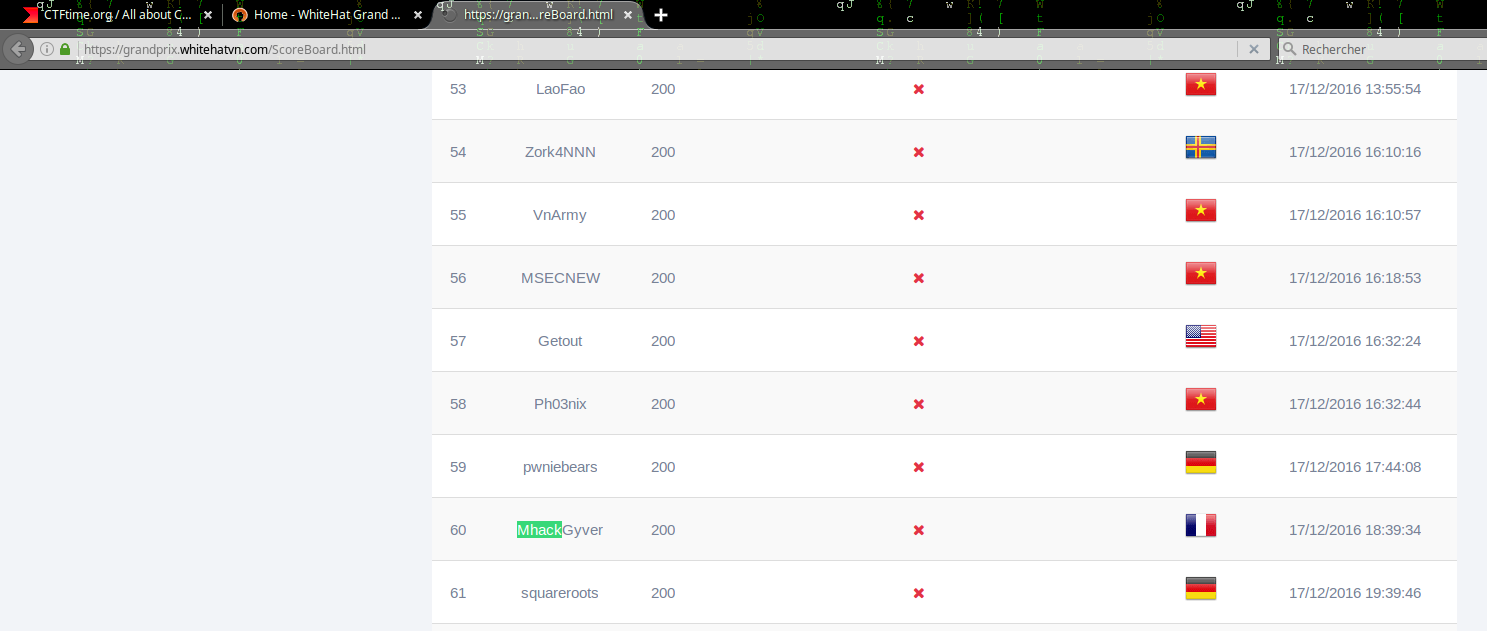 CTFtime.org / All about C...
Home - WhiteHat Grand ...
https://gran...reBoard.html
https://grandprix.whitehatvn.com/ScoreBoard.html
Rechercher
53 LaoFao 200 17/12/2016 13:55:54
54 Zork4NNN 200 17/12/2016 16:10:16
55 VnArmy 200 17/12/2016 16:10:57
56 MSECNEW 200 17/12/2016 16:18:53
57 Getout 200 17/12/2016 16:32:24
58 Ph03nix 200 17/12/2016 16:32:44
59 pwniebears 200 17/12/2016 17:44:08
60 MhackGyver 200 17/12/2016 18:39:34
61 squareroots 200 17/12/2016 19:39:46